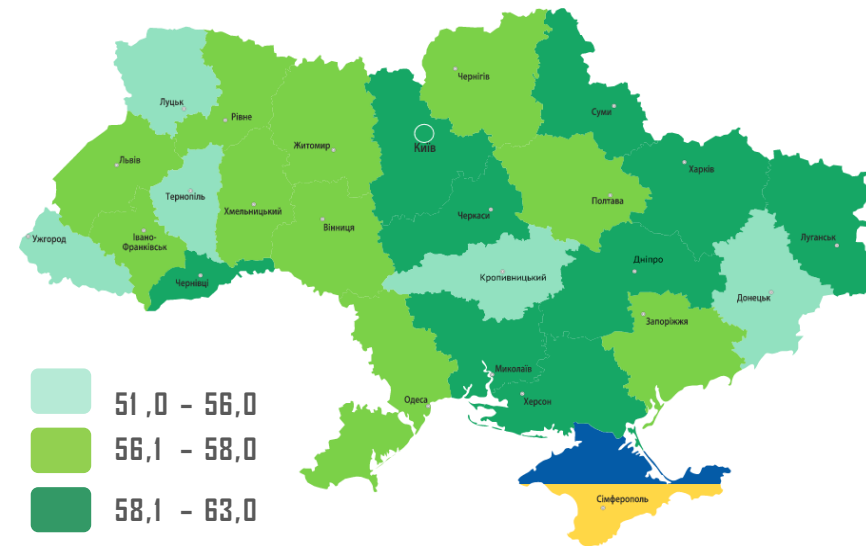 Чернігів
Луцьк
Рівне
Суми
Житомир
Київ
Львів
Харків
Тернопіль
Хмельницький
Черкаси
Полтава
Вінниця
Ужгород
Івано-
Франківськ
Луганськ
Чернівці
Кропивницький
Дніпро
Донецьк
Запоріжжя
Миколаїв
Одеса
Херсон
51,0 - 56,0
56,1 - 58,0
58,1 - 63,0
Сімферополь